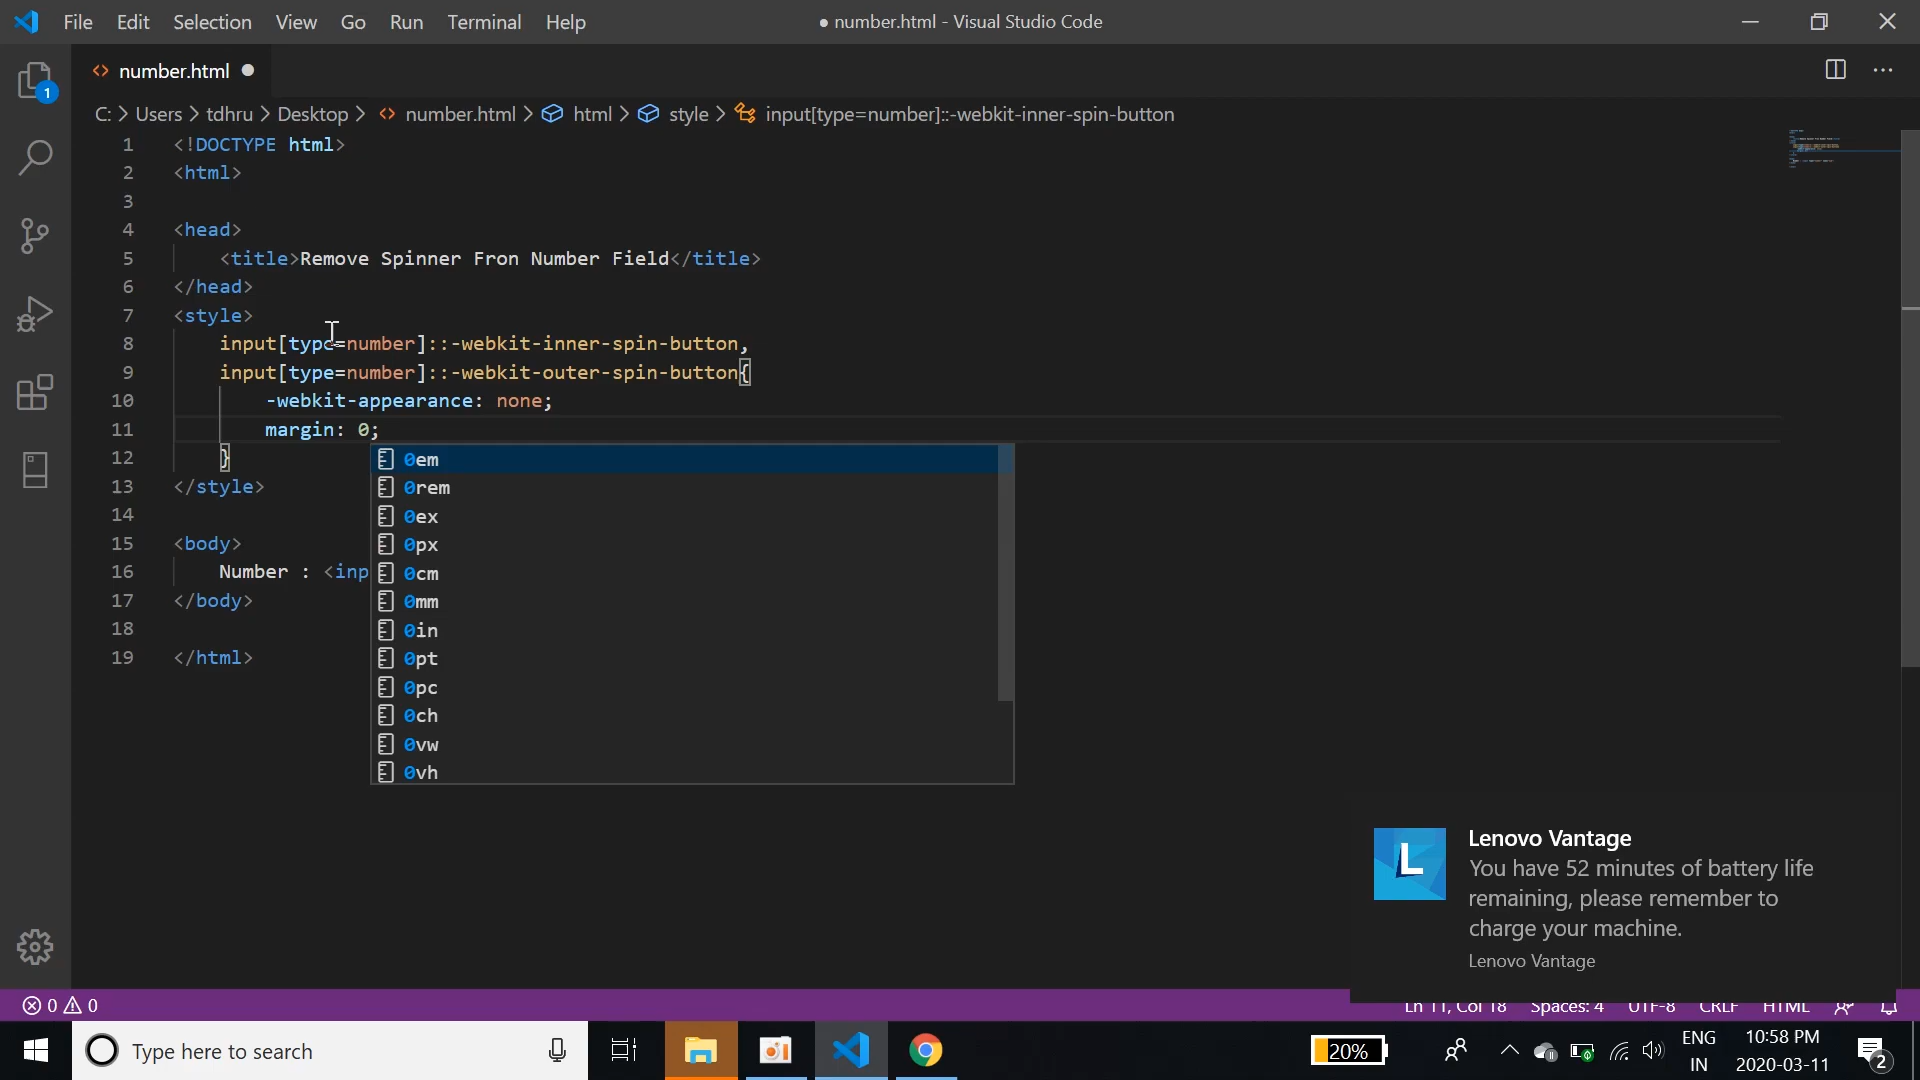 File Edit Selection View Go Run Terminal Help
● number.html - Visual Studio Code
number.html
C: > Users > tdhru > Desktop > number.html > html > style > input[type=number]::-webkit-inner-spin-button
1 <!DOCTYPE html>
2 <html>
3
4 <head>
5 <title>Remove Spinner Fron Number Field</title>
6 </head>
7 <style>
8 input[type=number]::-webkit-inner-spin-button,
9 input[type=number]::-webkit-outer-spin-button{
10 -webkit-appearance: none;
11 margin: 0;
12 }
13 </style>
14
15 <body>
16 Number : <inp
17 </body>
18
19 </html>
0em
0rem
0ex
0px
0cm
0mm
0in
0pt
0pc
0ch
0vw
0vh
1
L
Lenovo Vantage
You have 52 minutes of battery life
remaining, please remember to
charge your machine.
Lenovo Vantage
0 0
Ln 11, Col 18 Spaces: 4 UTF-8 CRLF HTML
Type here to search
20%
ENG
IN
10:58 PM
2020-03-11
2